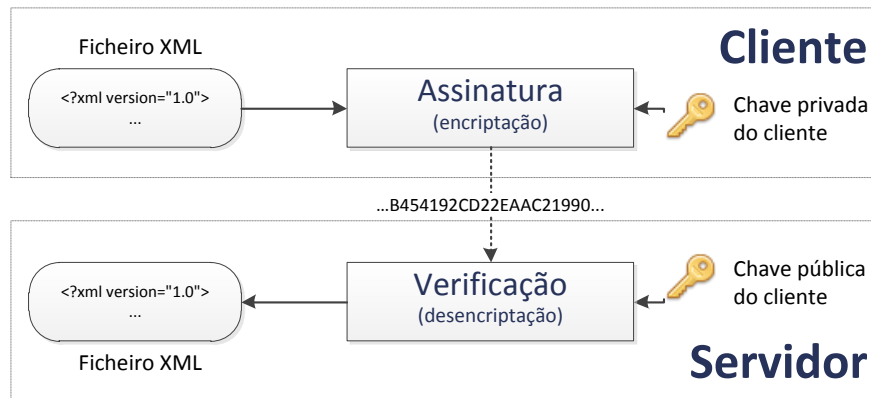 Cliente
Ficheiro XML
<?xml version="1.0">
...
Assinatura
(encriptação)
Chave privada
do cliente
...B454192CD22EAAC21990...
<?xml version="1.0">
...
Ficheiro XML
Verificação
(desencriptação)
Chave pública
do cliente
Servidor